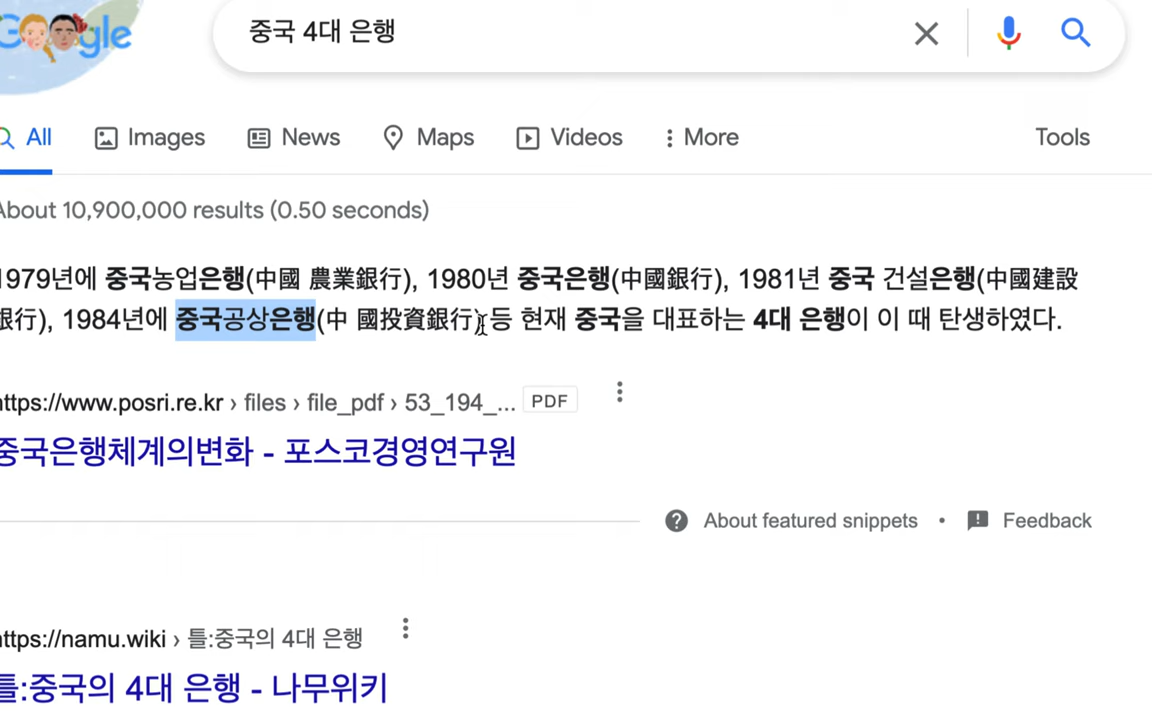 Google
중국 4대 은행
All Images News Maps Videos More Tools
About 10,900,000 results (0.50 seconds)
1979년에 중국농업은행(中國 農業銀行), 1980년 중국은행(中國銀行), 1981년 중국 건설은행(中國建設
銀行), 1984년에 중국공상은행(中 國投資銀行) 등 현재 중국을 대표하는 4대 은행이 이 때 탄생하였다.
https://www.posri.re.kr › files › file_pdf › 53_194_... PDF
중국은행체계의변화 - 포스코경영연구원
About featured snippets • Feedback
https://namu.wiki › 틀:중국의 4대 은행
틀:중국의 4대 은행 - 나무위키